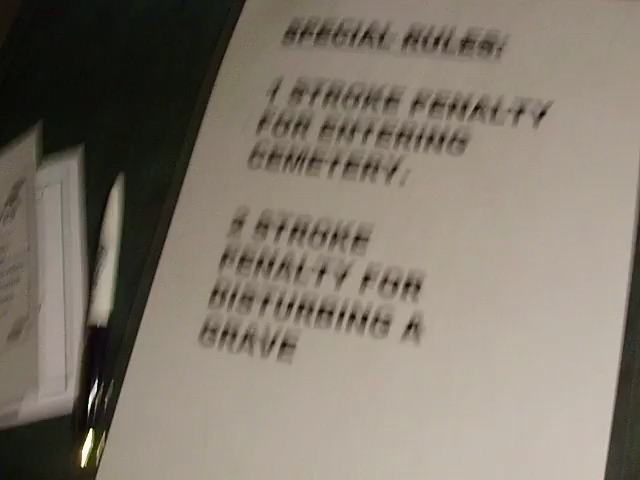 SPECIAL RULES:
1 STROKE PENALTY
FOR ENTERING
CEMETERY;
2 STROKE
PENALTY FOR
DISTURBING A
GRAVE